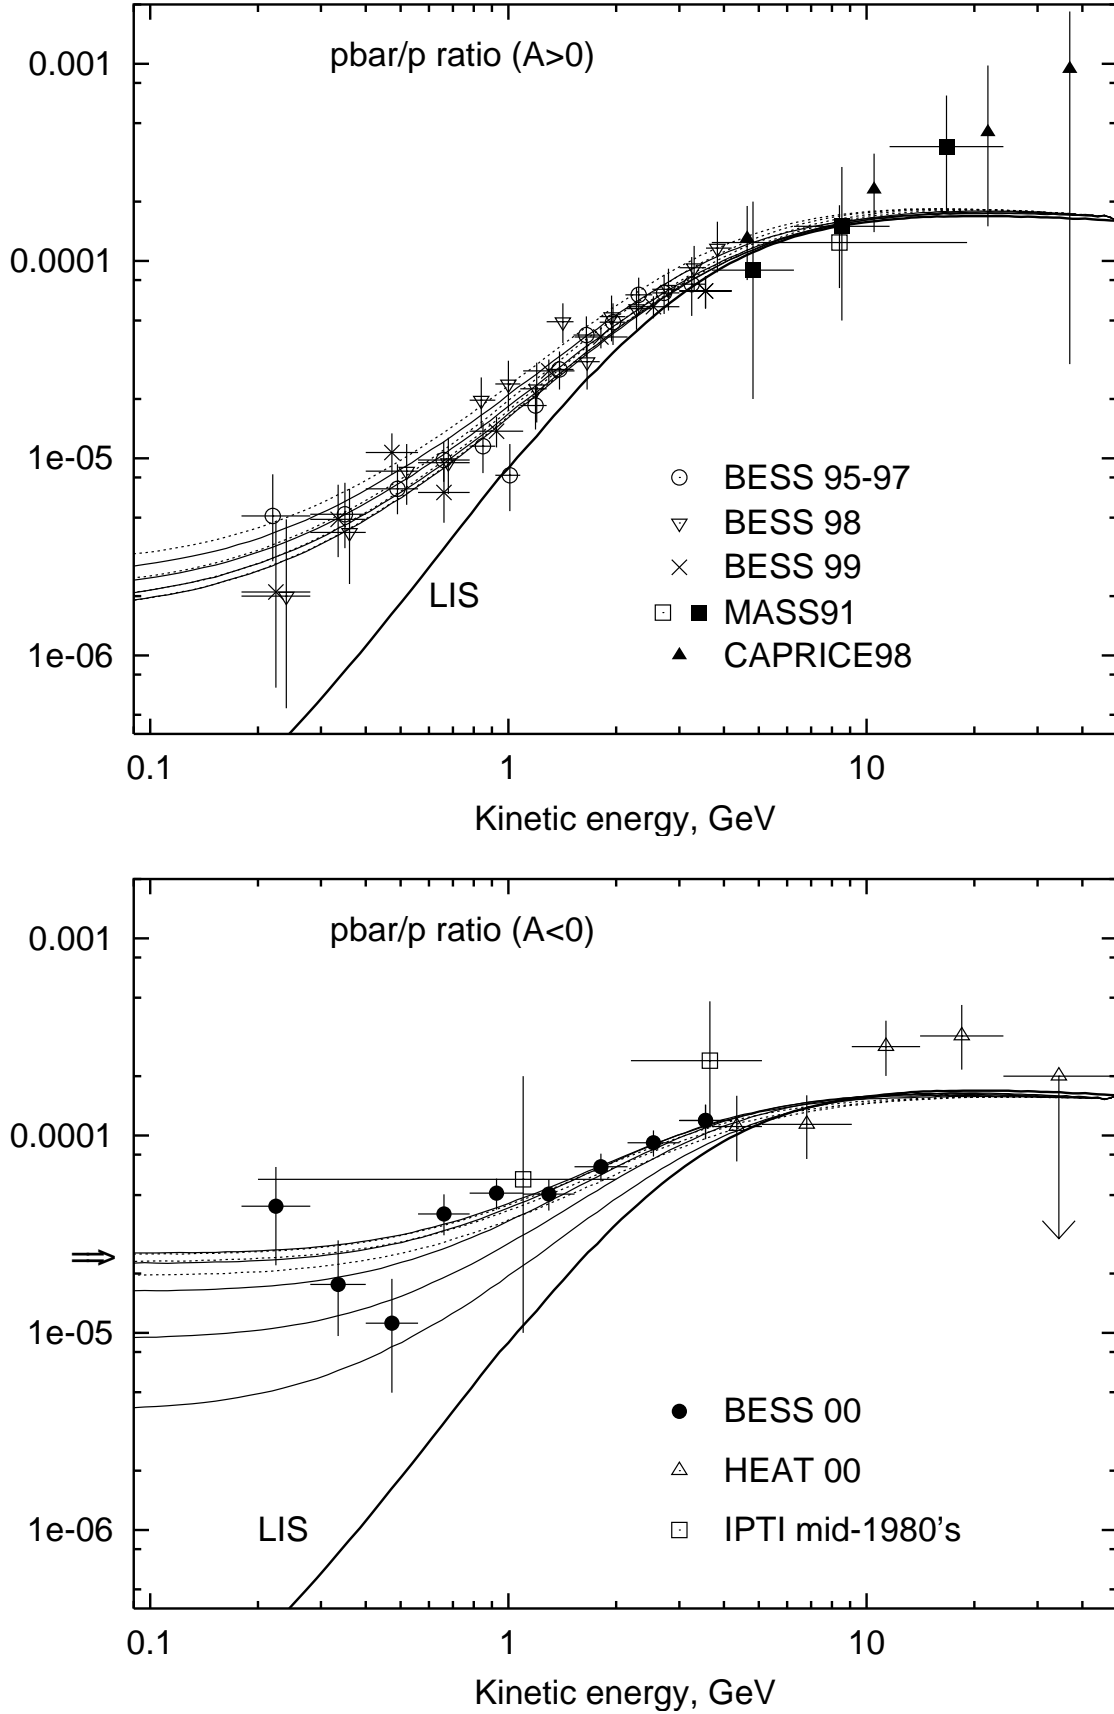 pbar/p ratio (A>0)
0.001
0.0001
1e-05
1e-06
LIS
BESS 95-97
BESS 98
BESS 99
MASS91
CAPRICE98
0.1 1 10
Kinetic energy, GeV
pbar/p ratio (A<0)
0.001
0.0001
1e-05
1e-06
LIS
BESS 00
HEAT 00
IPTI mid-1980's
0.1 1 10
Kinetic energy, GeV